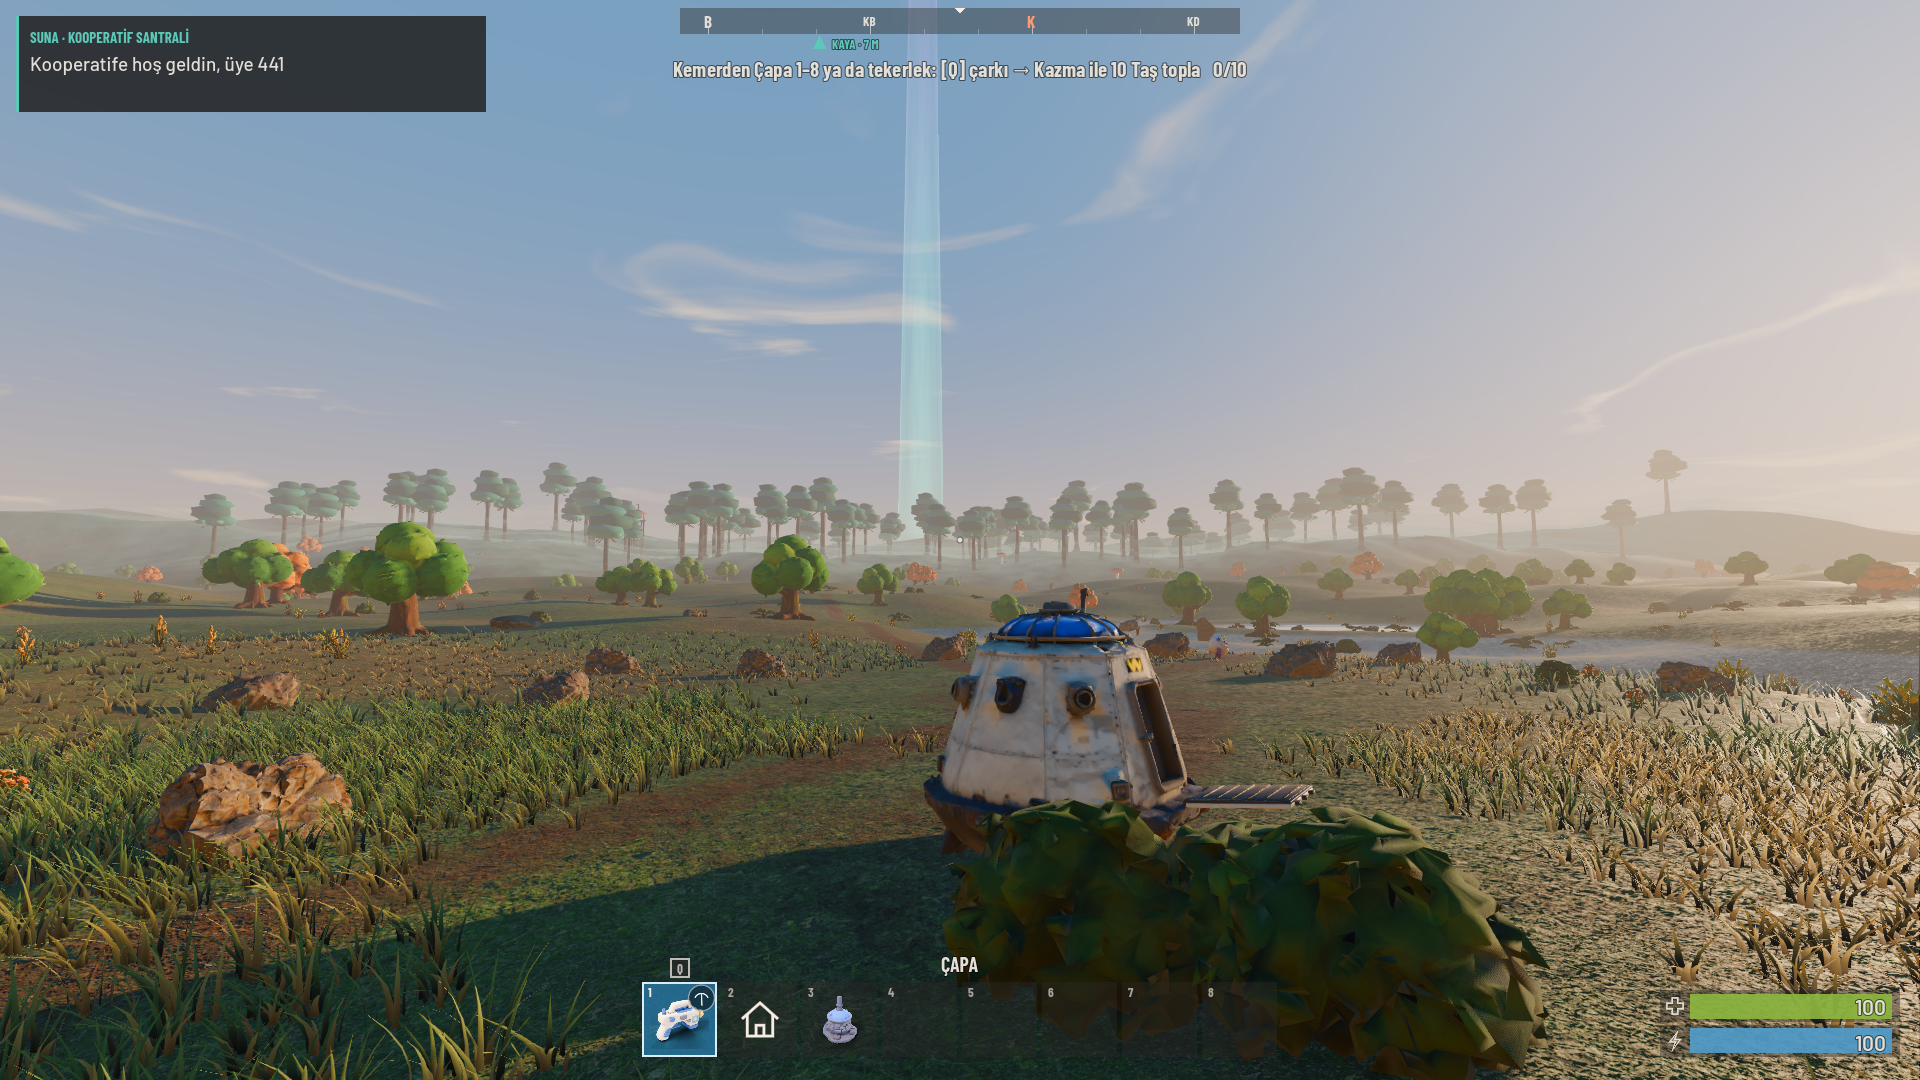 SUNA · KOOPERATİF SANTRALİ
Kooperatife hoş geldin, üye 441
B KB K KD
KAYA · 7 M
Kemerden Çapa 1-8 ya da tekerlek: [Q] çarkı → Kazma ile 10 Taş topla 0/10
W
ÇAPA
Q
1 2 3 4 5 6 7 8
100
100